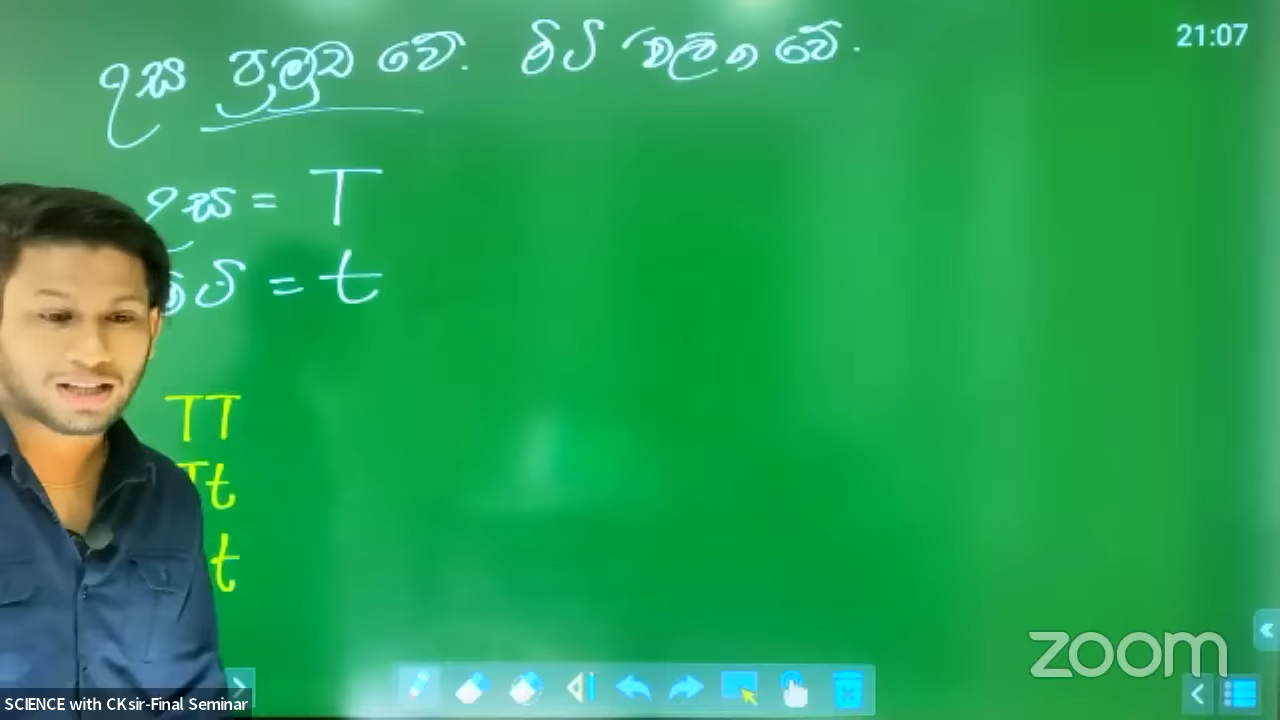 උස ප්‍රමුඛ වේ. මිටි නිලීන වේ.
21:07
උස = T
මිටි = t
TT
Tt
t
zoom
SCIENCE with CKsir-Final Seminar